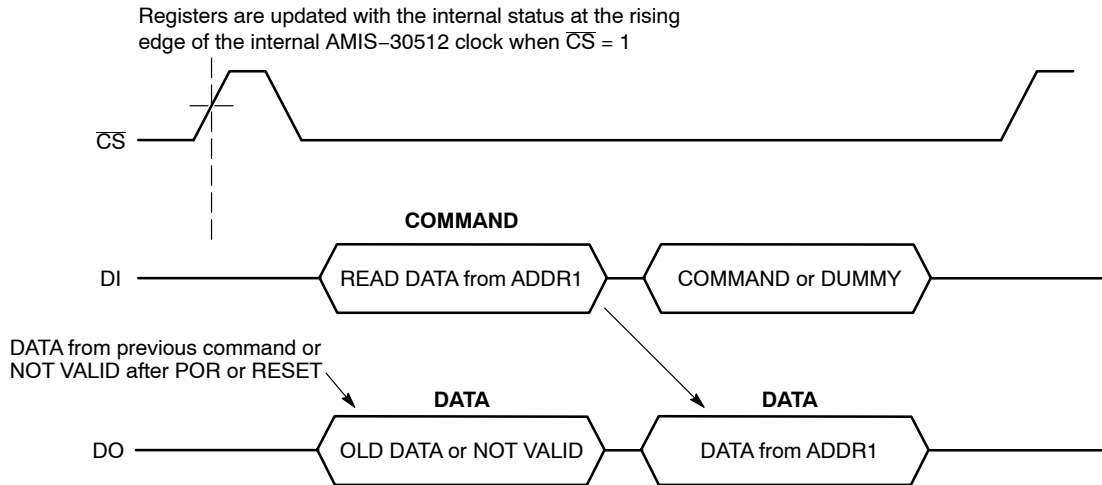 Registers are updated with the internal status at the rising
edge of the internal AMIS−30512 clock when C̅S̅ = 1
C̅S̅
COMMAND
DI
READ DATA from ADDR1
COMMAND or DUMMY
DATA from previous command or
NOT VALID after POR or RESET
DATA
DATA
DO
OLD DATA or NOT VALID
DATA from ADDR1